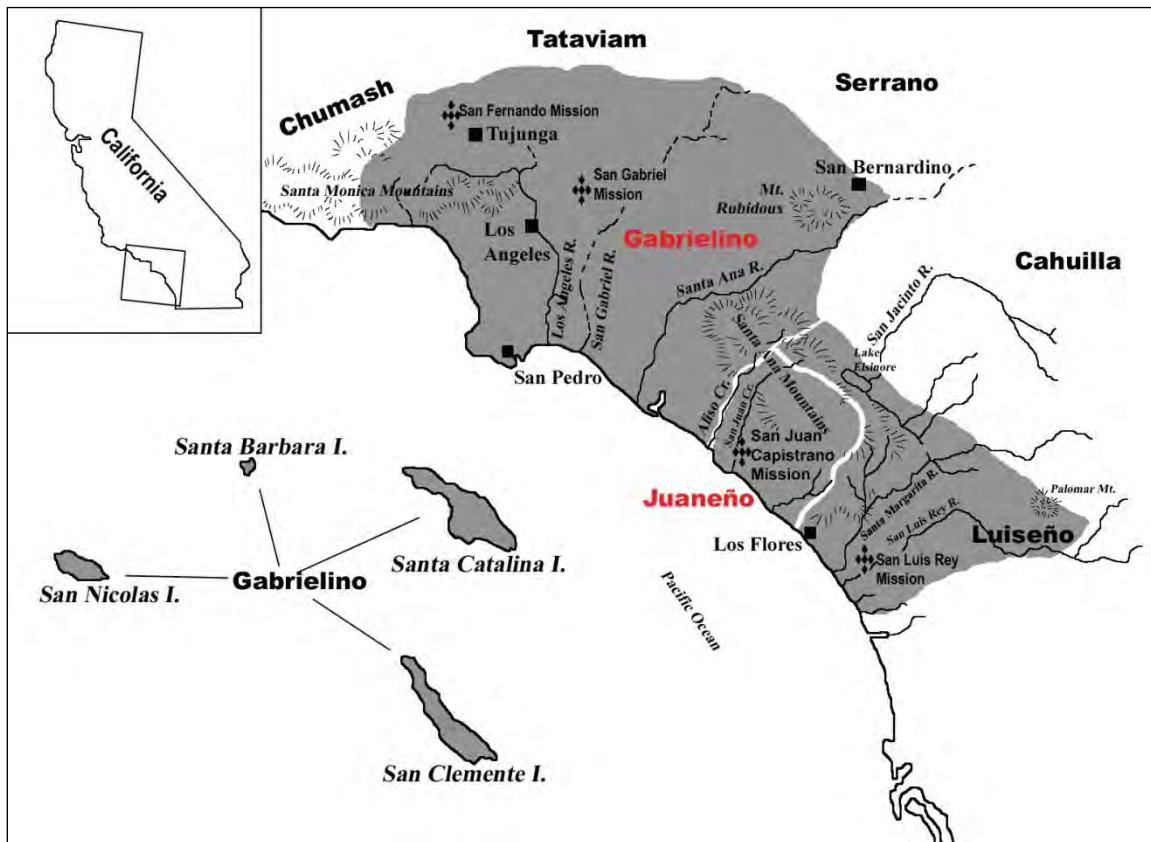 California
Tataviam
Serrano
Chumash
San Fernando Mission
Tujunga
San Bernardino
San Gabriel
Mission
Santa Monica Mountains
Mt.
Rubidoux
Los
Angeles
Gabrielino
Cahuilla
Santa Ana R.
Los Angeles R.
San Gabriel R.
San Jacinto R.
Santa Ana Mountains
Lake
Elsinore
San Pedro
Aliso Cr.
San Juan Cr.
San Juan
Capistrano
Mission
Juaneño
Santa Margarita R.
San Luis Rey R.
Palomar Mt.
Luiseño
Los Flores
San Luis Rey
Mission
Pacific Ocean
Santa Barbara I.
Santa Catalina I.
Gabrielino
San Nicolas I.
San Clemente I.